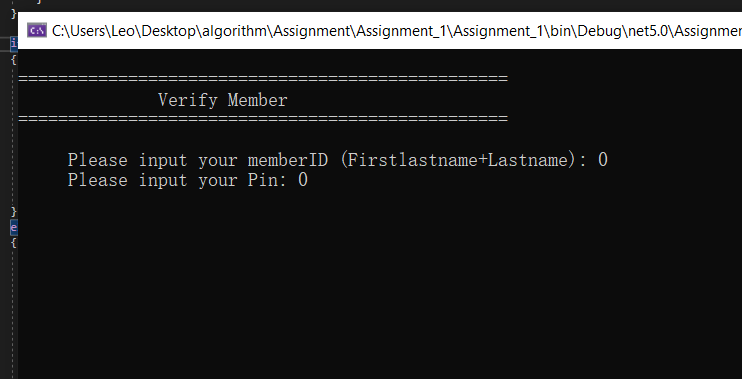 }
C:\Users\Leo\Desktop\algorithm\Assignment\Assignment_1\Assignment_1\bin\Debug\net5.0\Assignmen
i
{
=================================================
Verify Member
=================================================
Please input your memberID (Firstlastname+Lastname): 0
Please input your Pin: 0
}
e
{